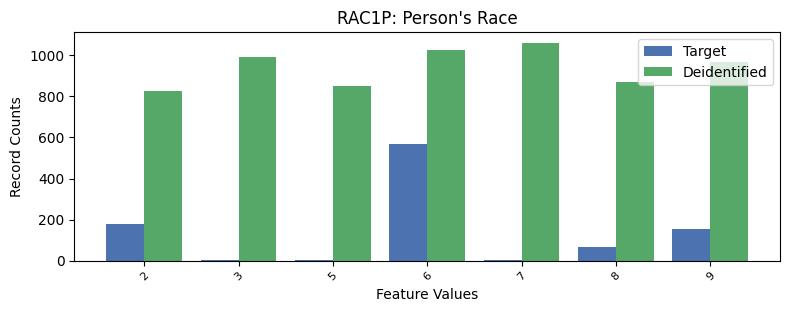 RAC1P: Person's Race
Target
Deidentified
Record Counts
1000
800
600
400
200
0
2 3 5 6 7 8 9
Feature Values